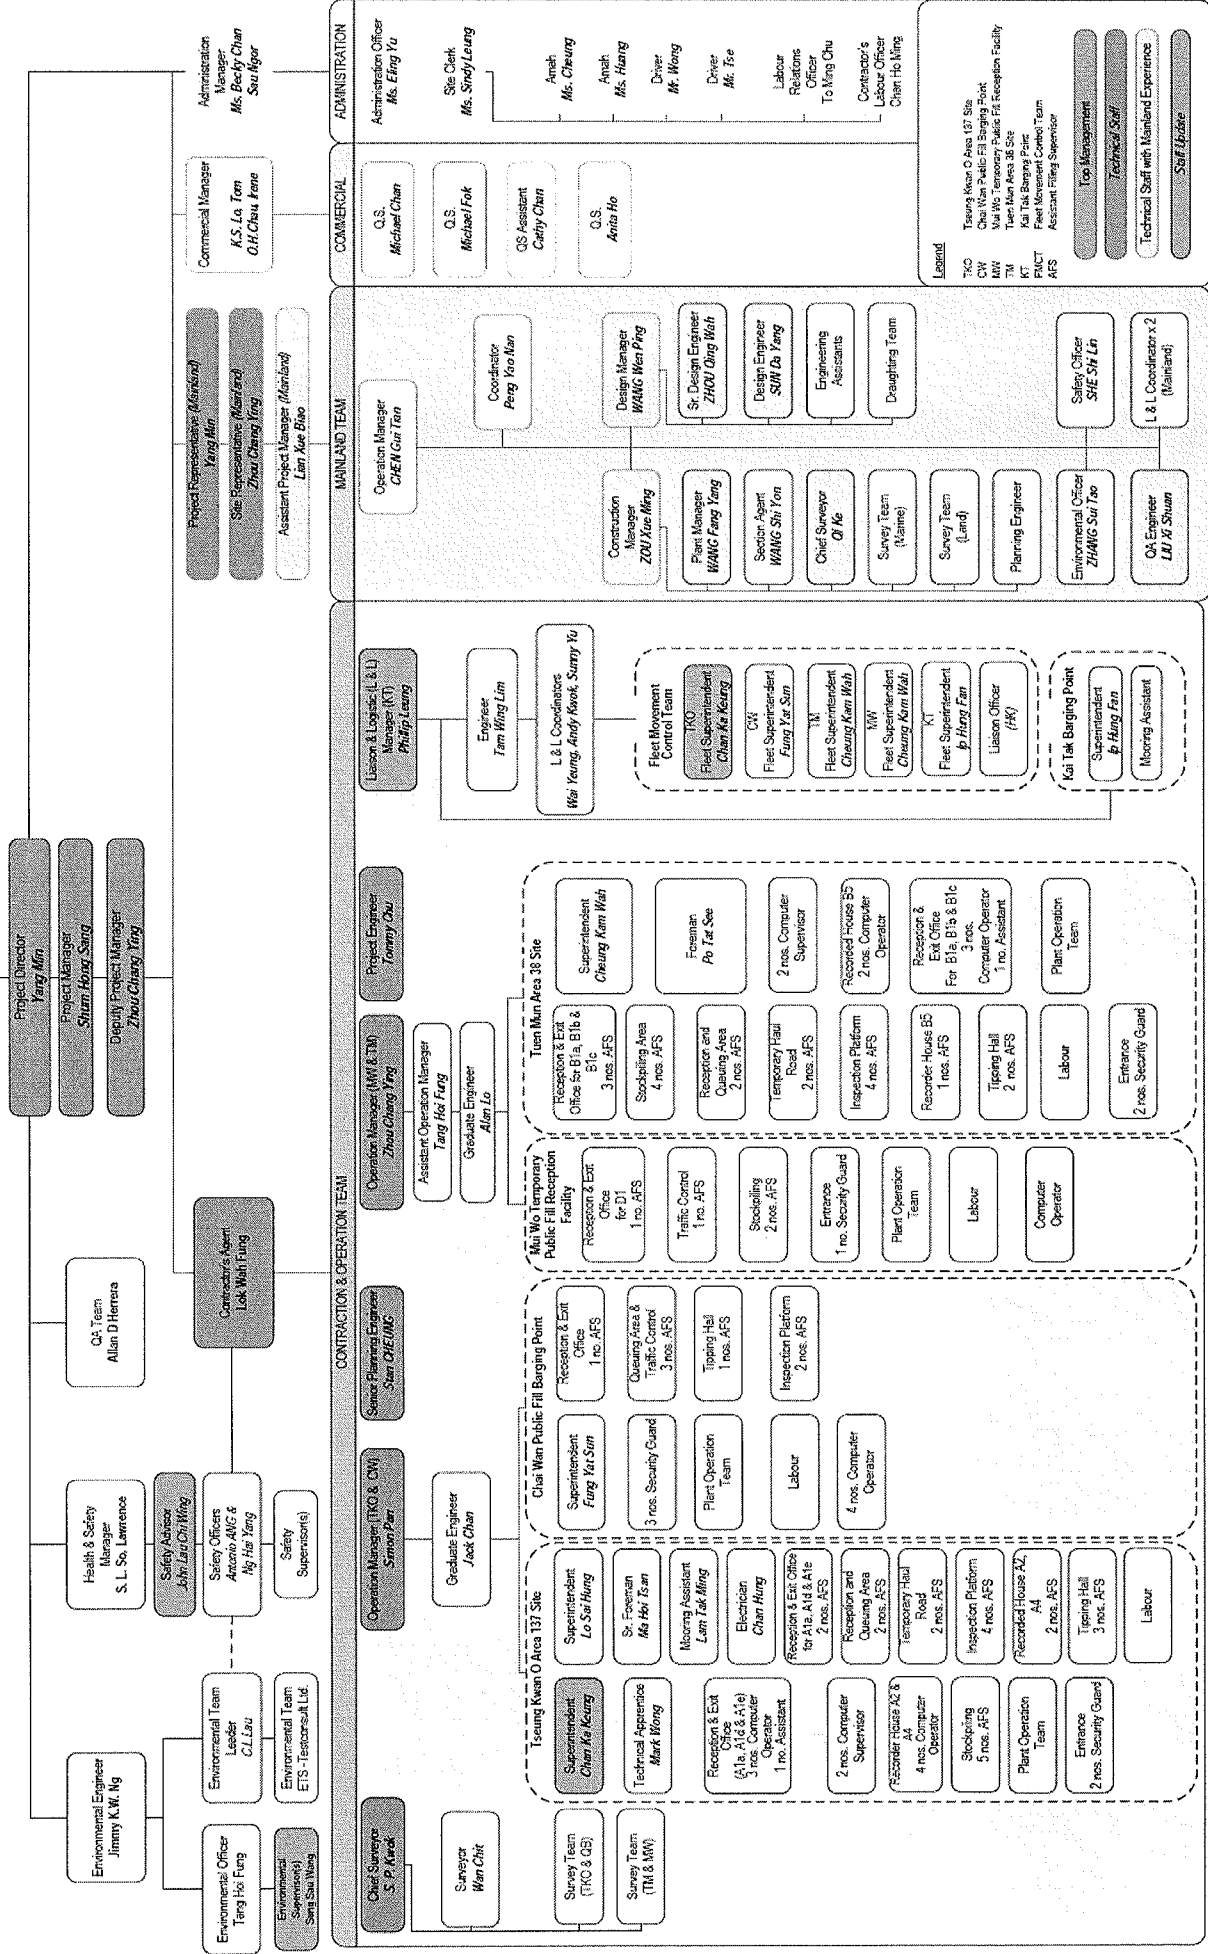 Project Director
Yang Min
Project Manager
Shum Hong Sang
Deputy Project Manager
Zhou Chang Ying
Environmental Engineer
Jimmy K.W. Ng
Environmental Officer
Tang Hoi Fung
Environmental
Supervisor(s)
Sang Sau Wang
Environmental Team
Leader
C.L.Lau
Environmental Team
ETS -Testconsult Ltd.
Health & Safety
Manager
S. L. So. Lawrence
Safety Advisor
John Lau Chi Wing
Safety Officers
Antonio ANG &
Ng Hai Yang
Safety
Supervisor(s)
QA Team
Allan D Herrera
Contractor's Agent
Lok Wah Fung
Project Representative (Mainland)
Yang Min
Site Representative (Mainland)
Zhou Chang Ying
Assistant Project Manager (Mainland)
Lian Xue Biao
Commercial Manager
K.S. Lo, Tom
O.H.Chau, Irene
Administration
Manager
Ms. Becky Chan
Sau Ngor
CONTRACTION & OPERATION TEAM
Chief Surveyor
S. P. Kwok
Surveyor
Wan Chit
Survey Team
(TKO & QB)
Survey Team
(TM & MW)
Operation Manager (TKO & CW)
Simon Pan
Graduate Engineer
Jack Chan
Senior Planning Engineer
Stan CHEUNG
Tseung Kwan O Area 137 Site
Superintendent
Chan Ka Keung
Technical Apprentice
Mark Wong
Reception & Exit
Office
(A1a, A1d & A1e)
3 nos. Computer
Operator
1 no. Assistant
2 nos. Computer
Supervisor
Recorder House A2 &
A4
4 nos. Computer
Operator
Stockpiling
5 nos. AFS
Plant Operation
Team
Entrance
2 nos. Security Guard
Superintendent
Lo Sai Hung
Sr. Foreman
Ma Hoi Tsan
Mooring Assistant
Lam Tak Ming
Electrician
Chan Hung
Reception & Exit Office
for A1a, A1d & A1e
2 nos. AFS
Reception and
Queuing Area
2 nos. AFS
Temporary Haul
Road
2 nos. AFS
Inspection Platform
4 nos. AFS
Recorded House A2,
A4
2 nos. AFS
Tipping Hall
3 nos. AFS
Labour
Chai Wan Public Fill Barging Point
Superintendent
Fung Yat Sun
3 nos. Security Guard
Plant Operation
Team
Labour
4 nos. Computer
Operator
Reception & Exit
Office
1 no. AFS
Queuing Area &
Traffic Control
3 nos. AFS
Tipping Hall
1 nos. AFS
Inspection Platform
2 nos. AFS
Operation Manager (MW & TM)
Zhou Chang Ying
Assistant Operation Manager
Tang Hoi Fung
Graduate Engineer
Alan Lo
Project Engineer
Tommy Chu
Mui Wo Temporary
Public Fill Reception
Facility
Reception & Exit
Office
for D1
1 no. AFS
Traffic Control
1 no. AFS
Stockpiling
2 nos. AFS
Entrance
1 no. Security Guard
Plant Operation
Team
Labour
Computer
Operator
Tuen Mun Area 38 Site
Reception & Exit
Office for B1a, B1b &
B1c
3 nos. AFS
Stockpiling Area
4 nos. AFS
Reception and
Queuing Area
2 nos. AFS
Temporary Haul
Road
2 nos. AFS
Inspection Platform
4 nos. AFS
Recorder House B5
1 nos. AFS
Tipping Hall
2 nos. AFS
Labour
Entrance
2 nos. Security Guard
Superintendent
Cheung Kam Wah
Foreman
Po Tat See
2 nos. Computer
Supervisor
Recorded House B5
2 nos. Computer
Operator
Reception &
Exit Office
For B1a, B1b & B1c
3 nos.
Computer Operator
1 no. Assistant
Plant Operation
Team
Liaison & Logistic (L & L)
Manager (KT)
Phillip Leung
Engineer
Tam Wing Lim
L & L Coordinators
Wai Yeung, Andy Kwok, Sunny Yu
Fleet Movement
Control Team
TKO
Fleet Superintendent
Chan Ka Keung
CW
Fleet Superintendent
Fung Yat Sun
TM
Fleet Superintendent
Cheung Kam Wah
MW
Fleet Superintendent
Cheung Kam Wah
KT
Fleet Superintendent
Ip Hung Fan
Liaison Officer
(HK)
Kai Tak Barging Point
Superintendent
Ip Hung Fan
Mooring Assistant
MAINLAND TEAM
Operation Manager
CHEN Gui Tian
Coordinator
Peng Yao Nan
Construction
Manager
ZOU Xue Ming
Plant Manager
WANG Fang Yang
Section Agent
WANG Shi Yon
Chief Surveyor
Qi Ke
Survey Team
(Marine)
Survey Team
(Land)
Planning Engineer
Environmental Officer
ZHANG Sui Tao
QA Engineer
LIU Xi Shuan
Design Manager
WANG Wen Ping
Sr. Design Engineer
ZHOU Qing Wah
Design Engineer
SUN Da Yang
Engineering
Assistants
Draughting Team
Safety Officer
SHE Shi Lin
L & L Coordinator x 2
(Mainland)
COMMERCIAL
Q.S.
Michael Chan
Q.S.
Michael Fok
QS Assistant
Cathy Chan
Q.S.
Anita Ho
ADMINISTRATION
Administration Officer
Ms. Eling Yu
Site Clerk
Ms. Sindy Leung
Amah
Ms. Cheung
Amah
Ms. Huang
Driver
Mr. Wong
Driver
Mr. Tse
Labour
Relations
Officer
To Ming Chu
Contractor's
Labour Officer
Chan Ho Ming
Legend
TKO Tseung Kwan O Area 137 Site
CW Chai Wan Public Fill Barging Point
MW Mui Wo Temporary Public Fill Reception Facility
TM Tuen Mun Area 38 Site
KT Kai Tak Barging Point
FMCT Fleet Movement Control Team
AFS Assistant Filling Supervisor
Top Management
Technical Staff
Technical Staff with Mainland Experience
Staff Update